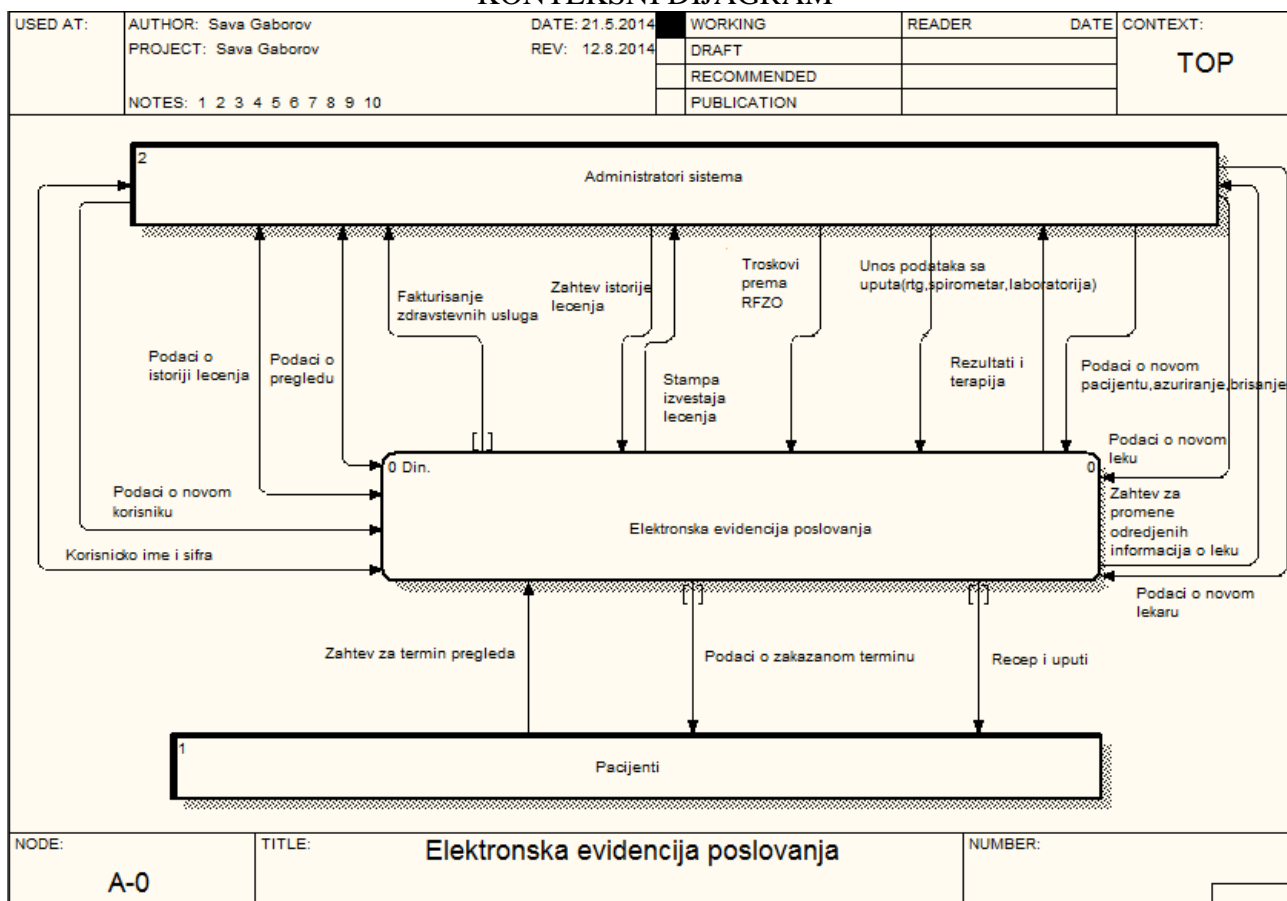 KONTEKSNI DIJAGRAM
USED AT:
AUTHOR: Sava Gaborov
DATE: 21.5.2014
PROJECT: Sava Gaborov
REV: 12.8.2014
NOTES: 1 2 3 4 5 6 7 8 9 10
WORKING
DRAFT
RECOMMENDED
PUBLICATION
READER
DATE
CONTEXT:
TOP
2
Administratori sistema
Fakturisanje
zdravstevnih usluga
Zahtev istorije
lecenja
Troskovi
prema
RFZO
Unos podataka sa
uputa(rtg,spirometar,laboratorija)
Podaci o
istoriji lecenja
Podaci o
pregledu
Stampa
izvestaja
lecenja
Rezultati i
terapija
Podaci o novom
pacijentu,azuriranje,brisanje
Podaci o novom
leku
0 Din.
0
Podaci o novom
korisniku
Elektronska evidencija poslovanja
Zahtev za
promene
odredjenih
informacija o leku
Korisnicko ime i sifra
Podaci o novom
lekaru
Zahtev za termin pregleda
Podaci o zakazanom terminu
Recep i uputi
1
Pacijenti
NODE:
A-0
TITLE:
Elektronska evidencija poslovanja
NUMBER: